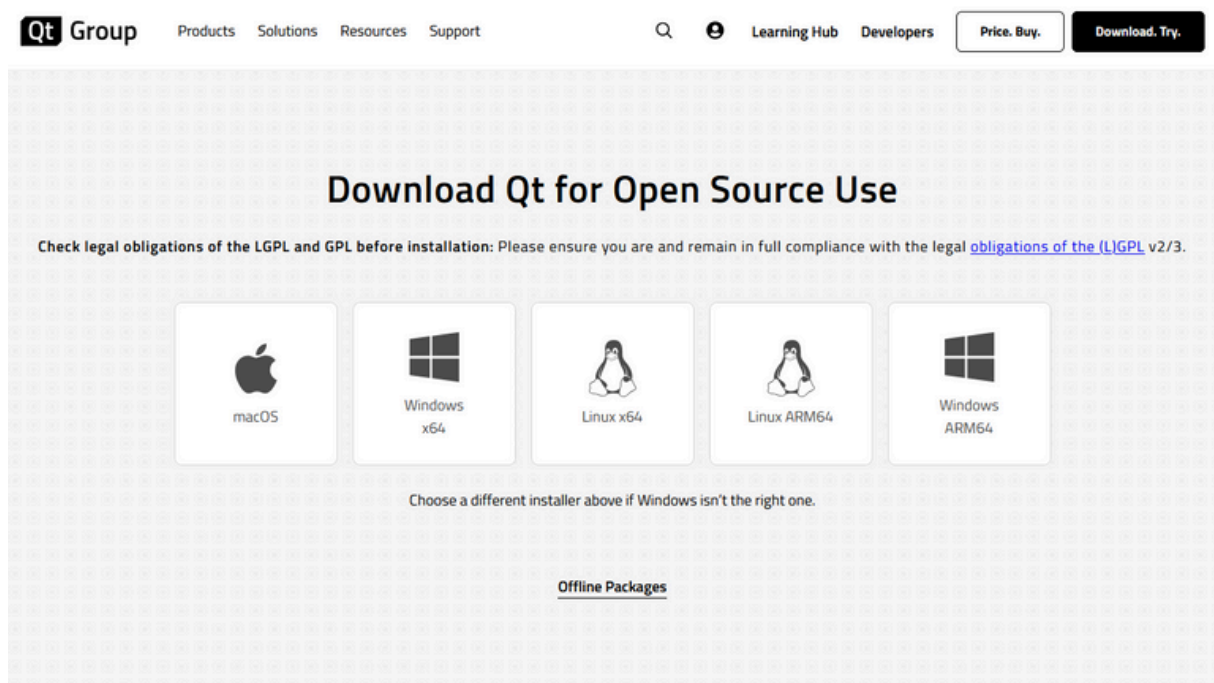 Qt Group Products Solutions Resources Support Learning Hub Developers Price. Buy. Download. Try.
Download Qt for Open Source Use
Check legal obligations of the LGPL and GPL before installation: Please ensure you are and remain in full compliance with the legal obligations of the (L)GPL v2/3.
macOS
Windows
x64
Linux x64
Linux ARM64
Windows
ARM64
Choose a different installer above if Windows isn't the right one.
Offline Packages